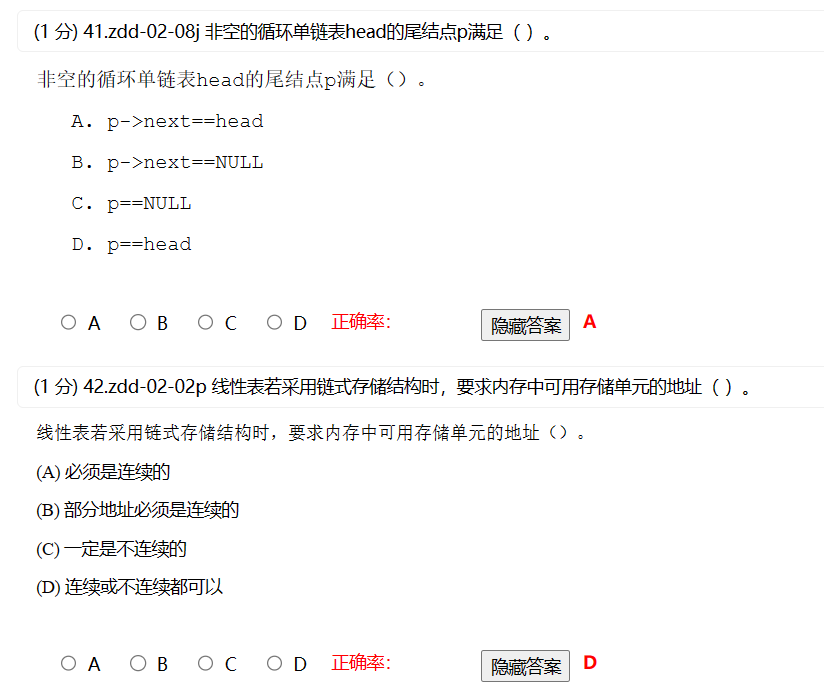 (1 分) 41.zdd-02-08j 非空的循环单链表head的尾结点p满足（ ）。
非空的循环单链表head的尾结点p满足（）。
A. p->next==head
B. p->next==NULL
C. p==NULL
D. p==head
A B C D 正确率: 隐藏答案 A
(1 分) 42.zdd-02-02p 线性表若采用链式存储结构时，要求内存中可用存储单元的地址（ ）。
线性表若采用链式存储结构时，要求内存中可用存储单元的地址（）。
(A) 必须是连续的
(B) 部分地址必须是连续的
(C) 一定是不连续的
(D) 连续或不连续都可以
A B C D 正确率: 隐藏答案 D